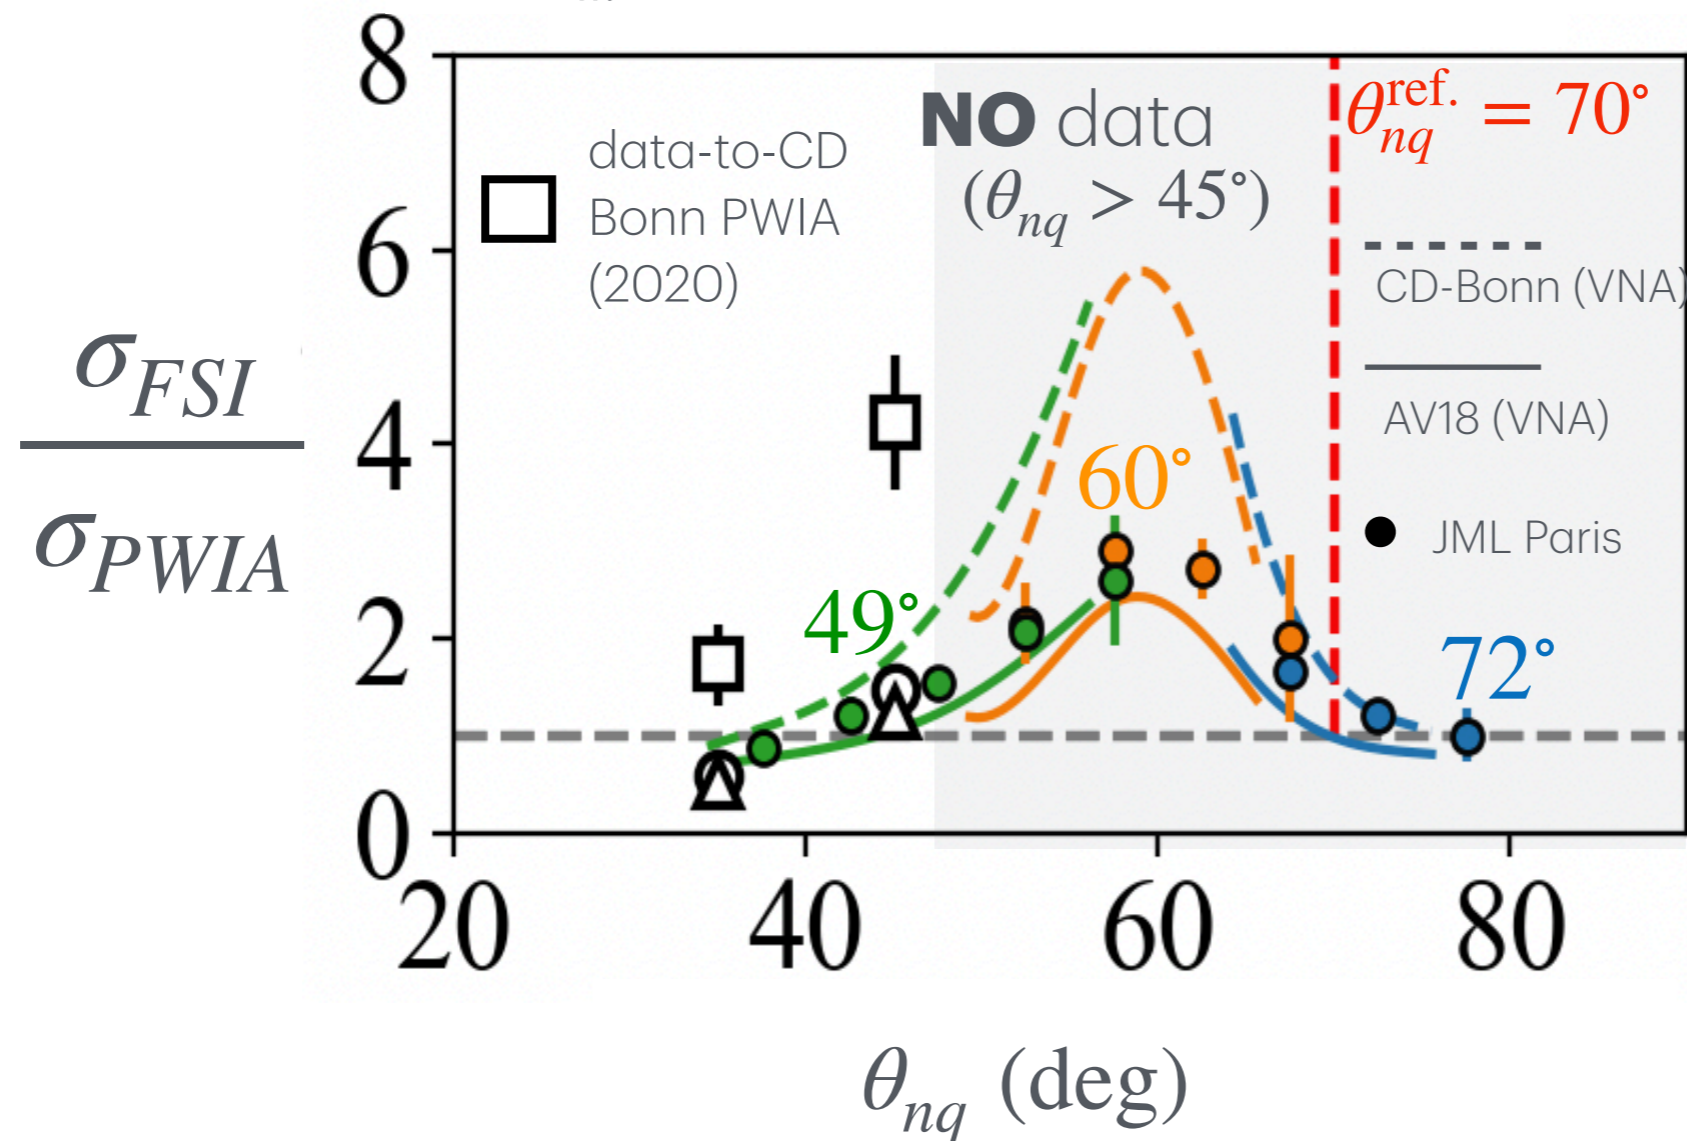 8
6
4
2
0
20
40
60
80
σ_FSI
σ_PWIA
data-to-CD
Bonn PWIA
(2020)
NO data
(θ_nq > 45°)
θ_nq^ref. = 70°
CD-Bonn (VNA)
AV18 (VNA)
JML Paris
49°
60°
72°
θ_nq (deg)